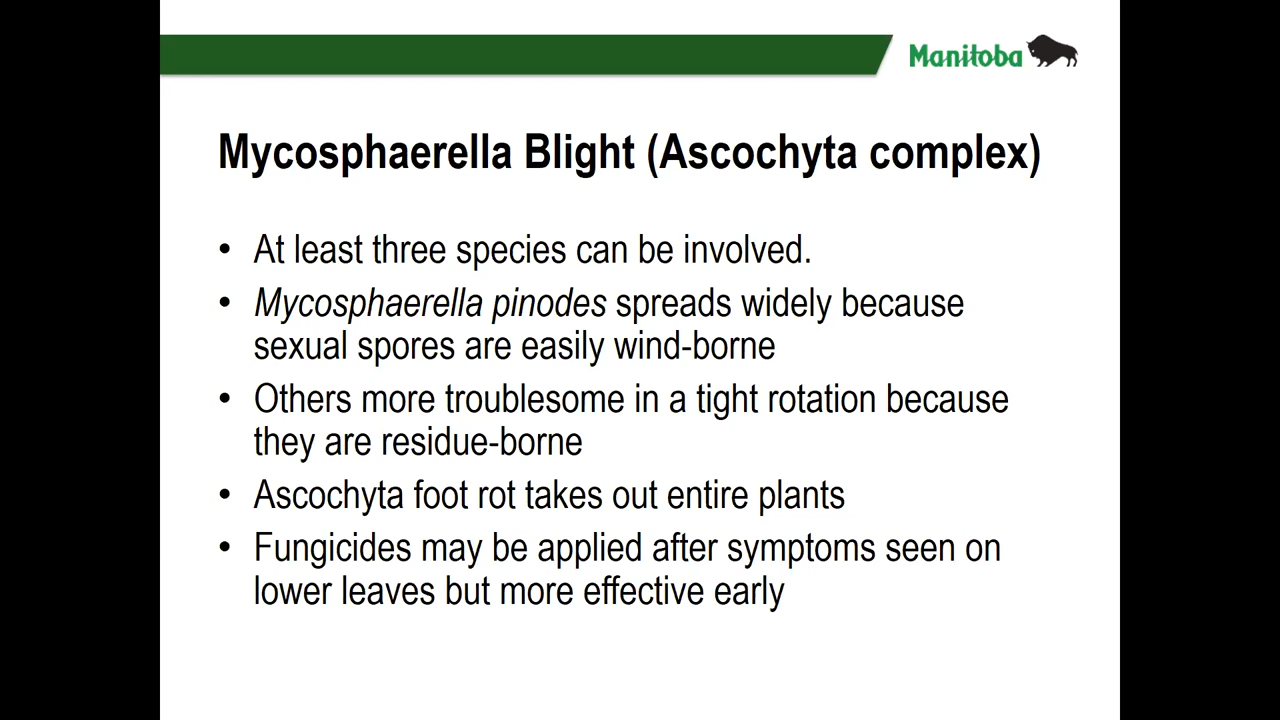 Manitoba
Mycosphaerella Blight (Ascochyta complex)
• At least three species can be involved.
• Mycosphaerella pinodes spreads widely because
sexual spores are easily wind-borne
• Others more troublesome in a tight rotation because
they are residue-borne
• Ascochyta foot rot takes out entire plants
• Fungicides may be applied after symptoms seen on
lower leaves but more effective early